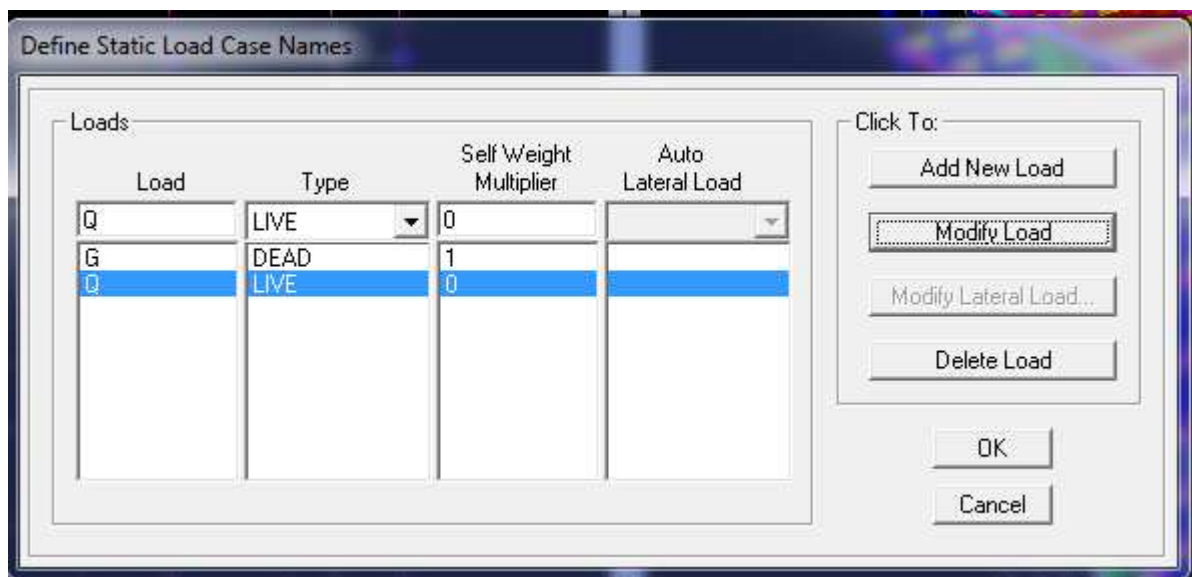 Define Static Load Case Names
Loads
Load Type Self Weight Multiplier Auto Lateral Load
Q LIVE 0
G DEAD 1
Q LIVE 0
Click To:
Add New Load
Modify Load
Modify Lateral Load...
Delete Load
OK
Cancel